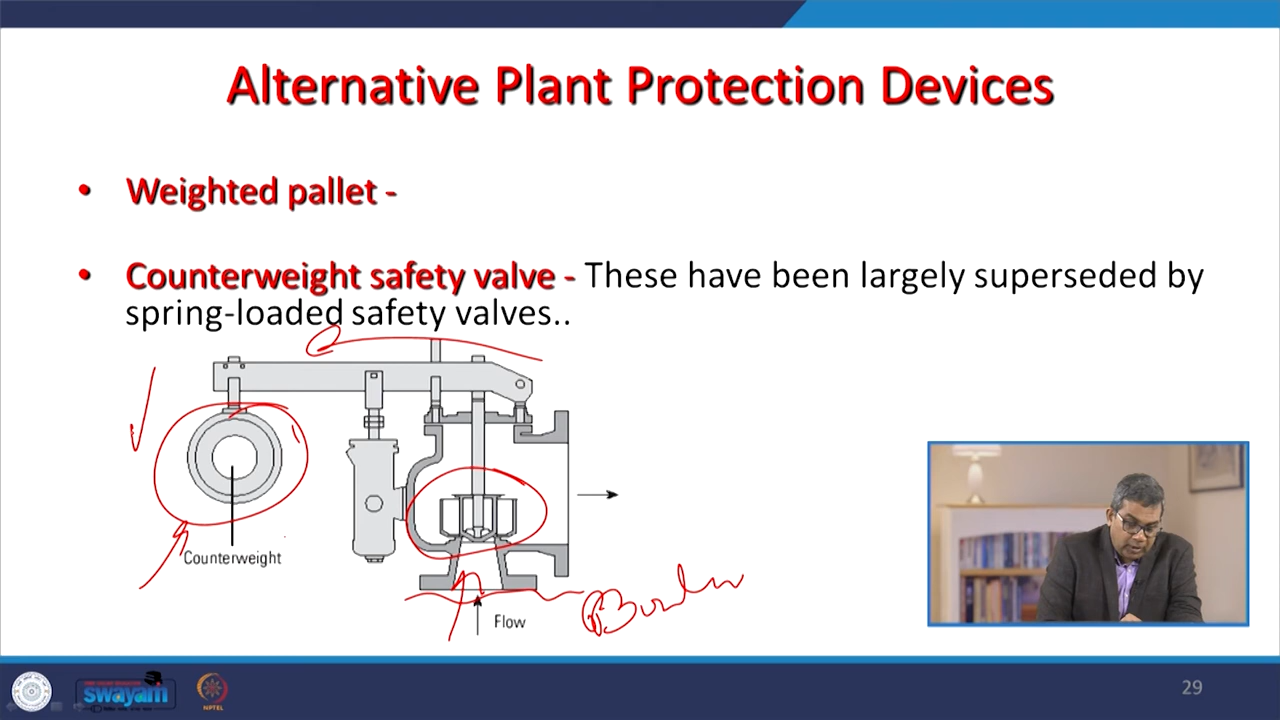 Alternative Plant Protection Devices
• Weighted pallet -
• Counterweight safety valve - These have been largely superseded by
spring-loaded safety valves..
Counterweight
Flow
29
swayam
NPTEL